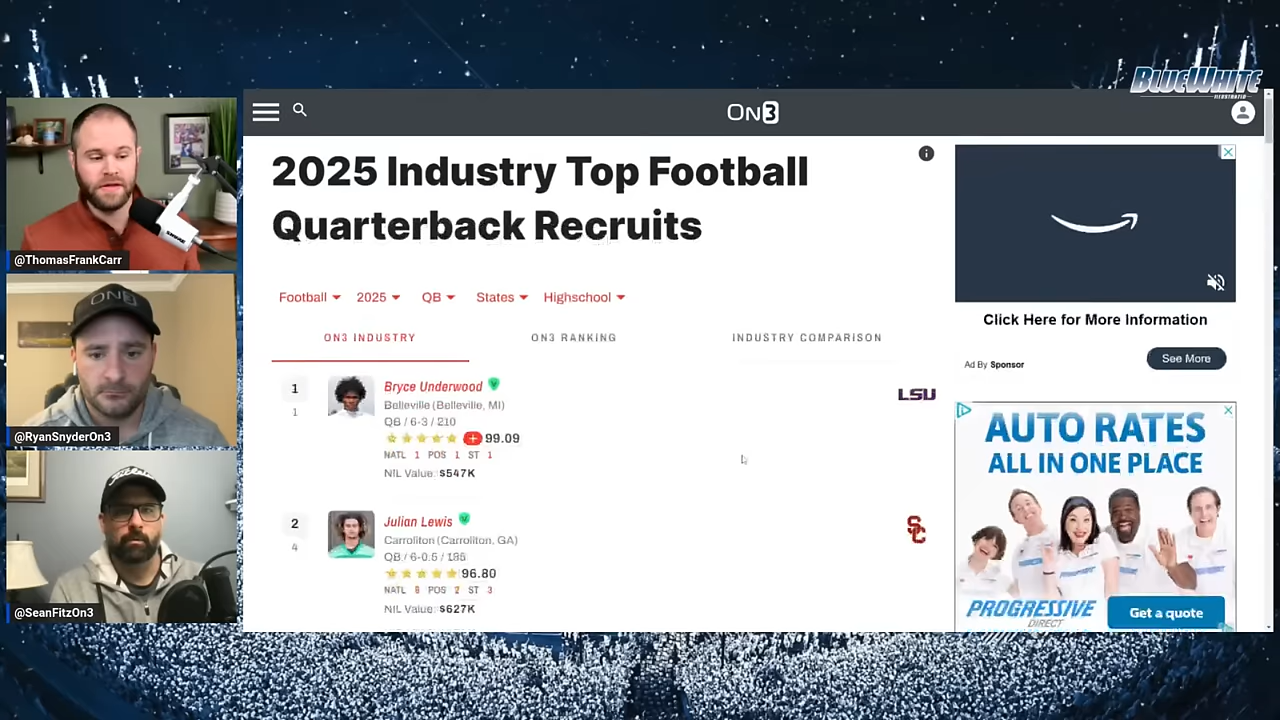 BLUEWHITE
ILLUSTRATED
ON3
2025 Industry Top Football
Quarterback Recruits
Football
2025
QB
States
Highschool
ON3 INDUSTRY
ON3 RANKING
INDUSTRY COMPARISON
1
1
Bryce Underwood
Belleville (Belleville, MI)
QB / 6-3 / 210
99.09
NATL 1 POS 1 ST 1
NIL Value: $547K
LSU
2
4
Julian Lewis
Carrollton (Carrollton, GA)
QB / 6-0.5 / 185
96.80
NATL 8 POS 2 ST 3
NIL Value: $627K
SC
Click Here for More Information
Ad By Sponsor
See More
AUTO RATES
ALL IN ONE PLACE
PROGRESSIVE
DIRECT
Get a quote
@ThomasFrankCarr
SHURE
ON3
@RyanSnyderOn3
@SeanFitzOn3